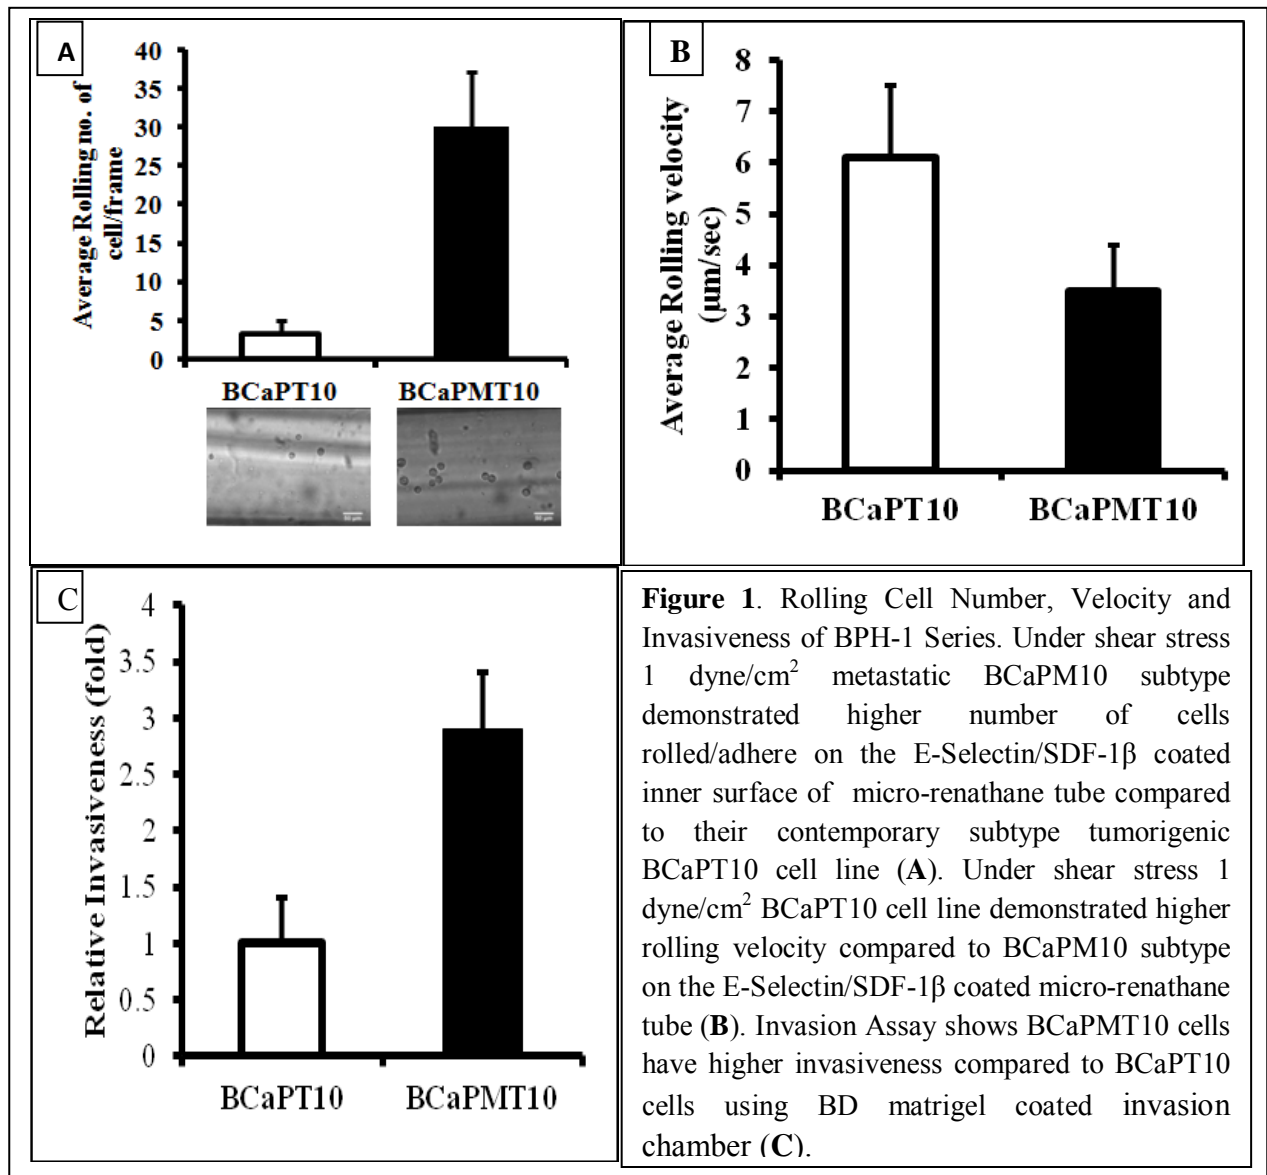 A
40
35
30
25
20
15
10
5
0
Average Rolling no. of
cell/frame
BCaPT10 BCaPMT10
B
8
7
6
5
4
3
2
1
0
Average Rolling velocity
(µm/sec)
BCaPT10 BCaPMT10
C
4
3.5
3
2.5
2
1.5
1
0.5
0
Relative Invasiveness (fold)
BCaPT10 BCaPMT10
Figure 1. Rolling Cell Number, Velocity and
Invasiveness of BPH-1 Series. Under shear stress
1 dyne/cm² metastatic BCaPM10 subtype
demonstrated higher number of cells
rolled/adhere on the E-Selectin/SDF-1β coated
inner surface of micro-renathane tube compared
to their contemporary subtype tumorigenic
BCaPT10 cell line (A). Under shear stress 1
dyne/cm² BCaPT10 cell line demonstrated higher
rolling velocity compared to BCaPM10 subtype
on the E-Selectin/SDF-1β coated micro-renathane
tube (B). Invasion Assay shows BCaPMT10 cells
have higher invasiveness compared to BCaPT10
cells using BD matrigel coated invasion
chamber (C).